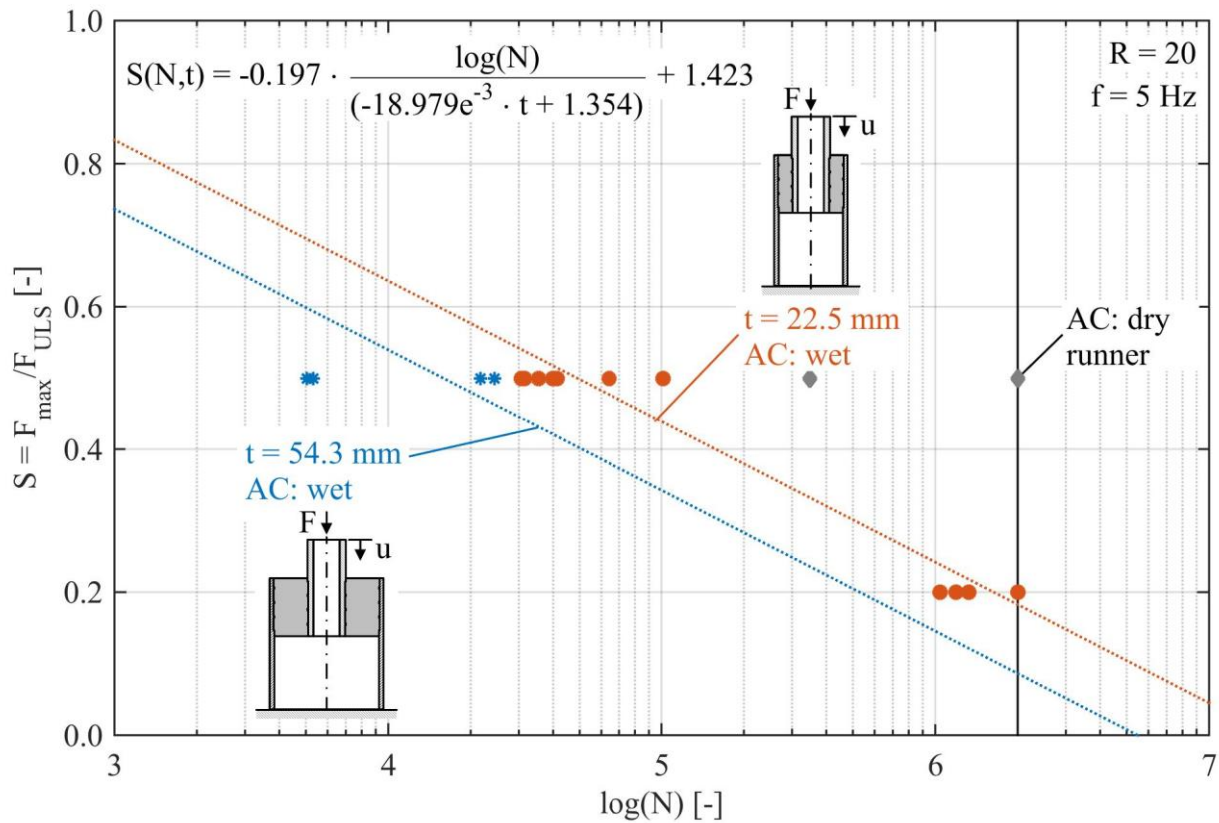 1.0
0.8
0.6
0.4
0.2
0.0
S = F_max/F_ULS [-]
S(N,t) = -0.197 · log(N) / (-18.979e^-3 · t + 1.354) + 1.423
R = 20
f = 5 Hz
F
u
t = 22.5 mm
AC: wet
AC: dry
runner
t = 54.3 mm
AC: wet
F
u
3 4 5 6 7
log(N) [-]